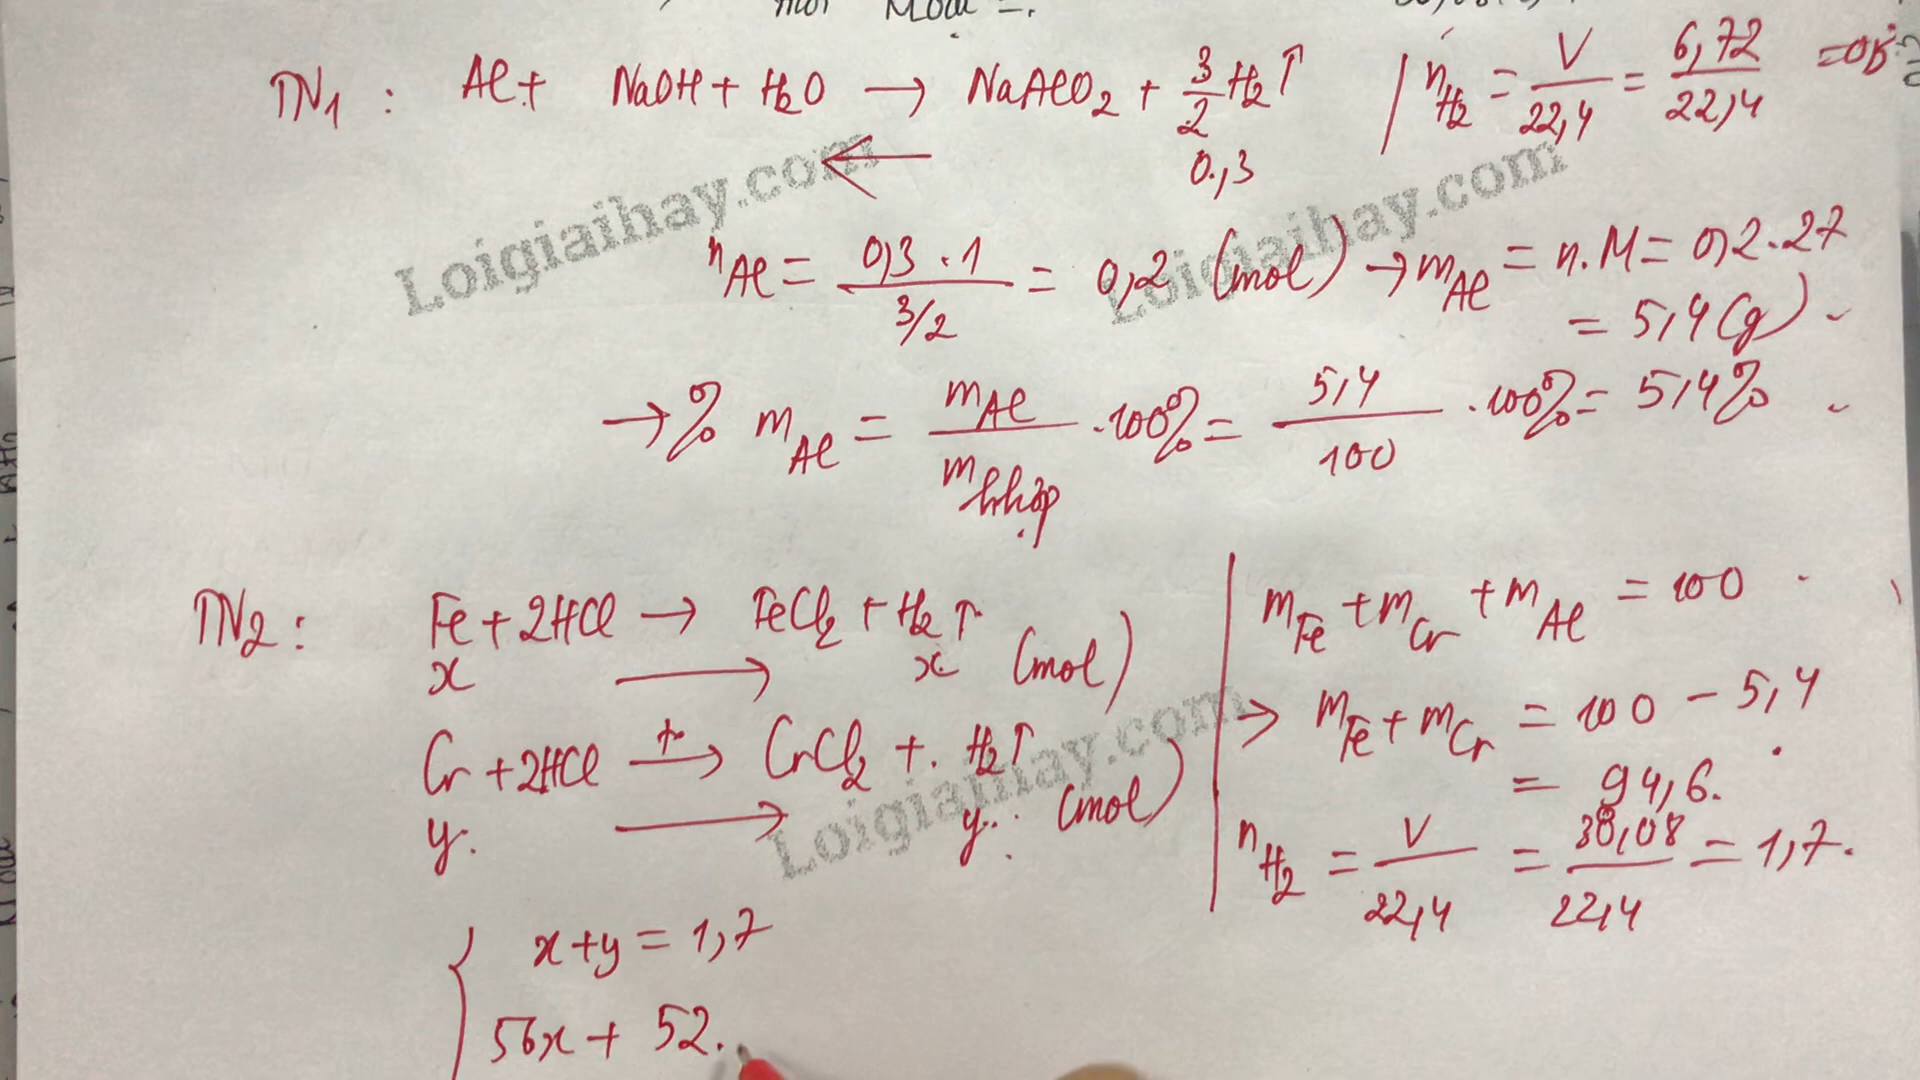 TN1 : Al + NaOH + H2O → NaAlO2 + 3/2 H2↑ | nH2 = V/22,4 = 6,72/22,4
← 0,3
nAl = 0,3.1 / 3/2 = 0,2 (mol) → mAl = n.M = 0,2.27
= 5,4 (g)
→ % mAl = mAl / mhhợp .100% = 5,4/100 .100% = 5,4%
TN2 : Fe + 2HCl → FeCl2 + H2↑
x → x (mol)
Cr + 2HCl –t°→ CrCl2 + H2↑
y → y (mol)
mFe + mCr + mAl = 100
→ mFe + mCr = 100 - 5,4
= 94,6.
nH2 = V/22,4 = 38,08/22,4 = 1,7.
{ x + y = 1,7
56x + 52.
Loigiaihay.com
Loigiaihay.com
Loigiaihay.com